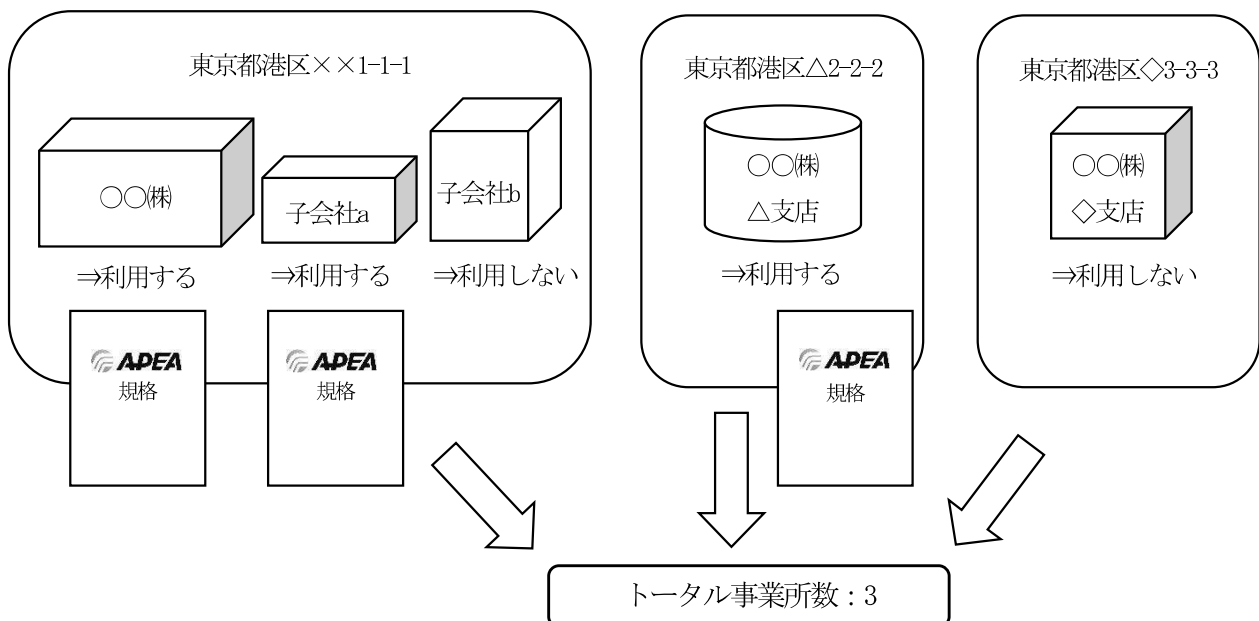 東京都港区××1-1-1
○○㈱
⇒利用する
子会社a
⇒利用する
子会社b
⇒利用しない
APEA
規格
APEA
規格
東京都港区△2-2-2
○○㈱
△支店
⇒利用する
APEA
規格
東京都港区◇3-3-3
○○㈱
◇支店
⇒利用しない
トータル事業所数：3